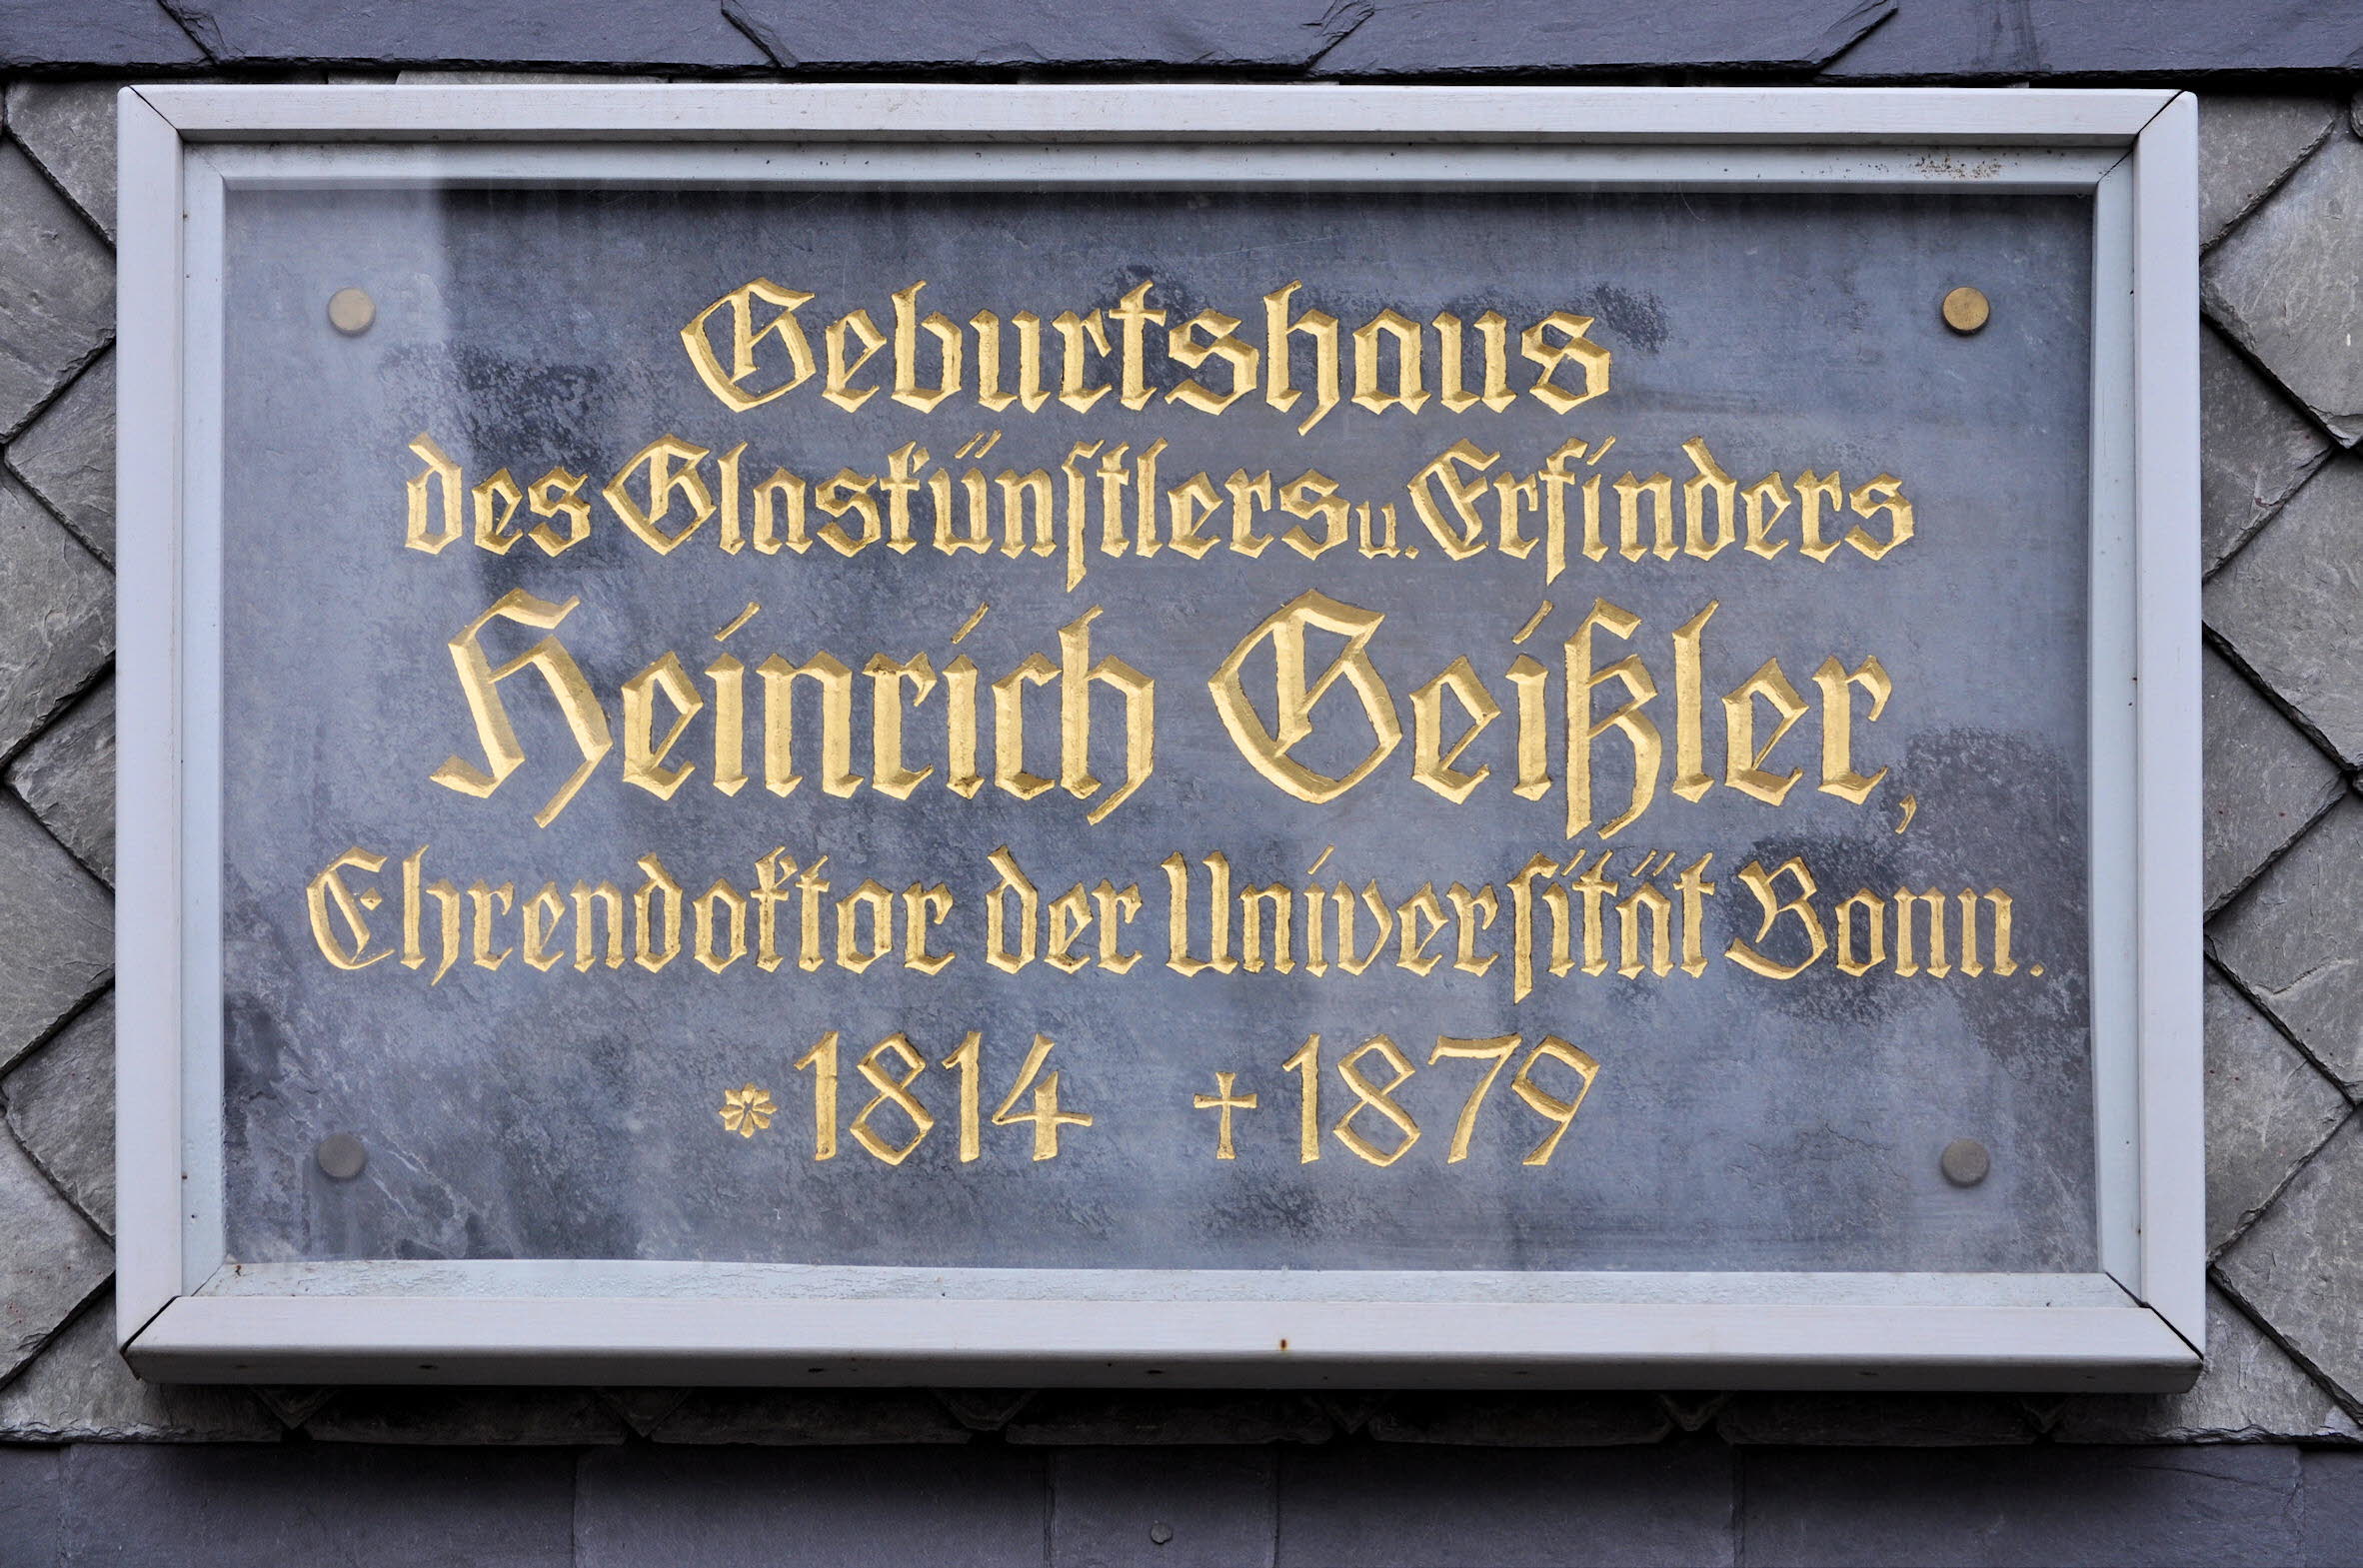 Geburtshaus
des Glaskünstlers u. Erfinders
Heinrich Geißler,
Ehrendoktor der Universität Bonn.
* 1814 † 1879